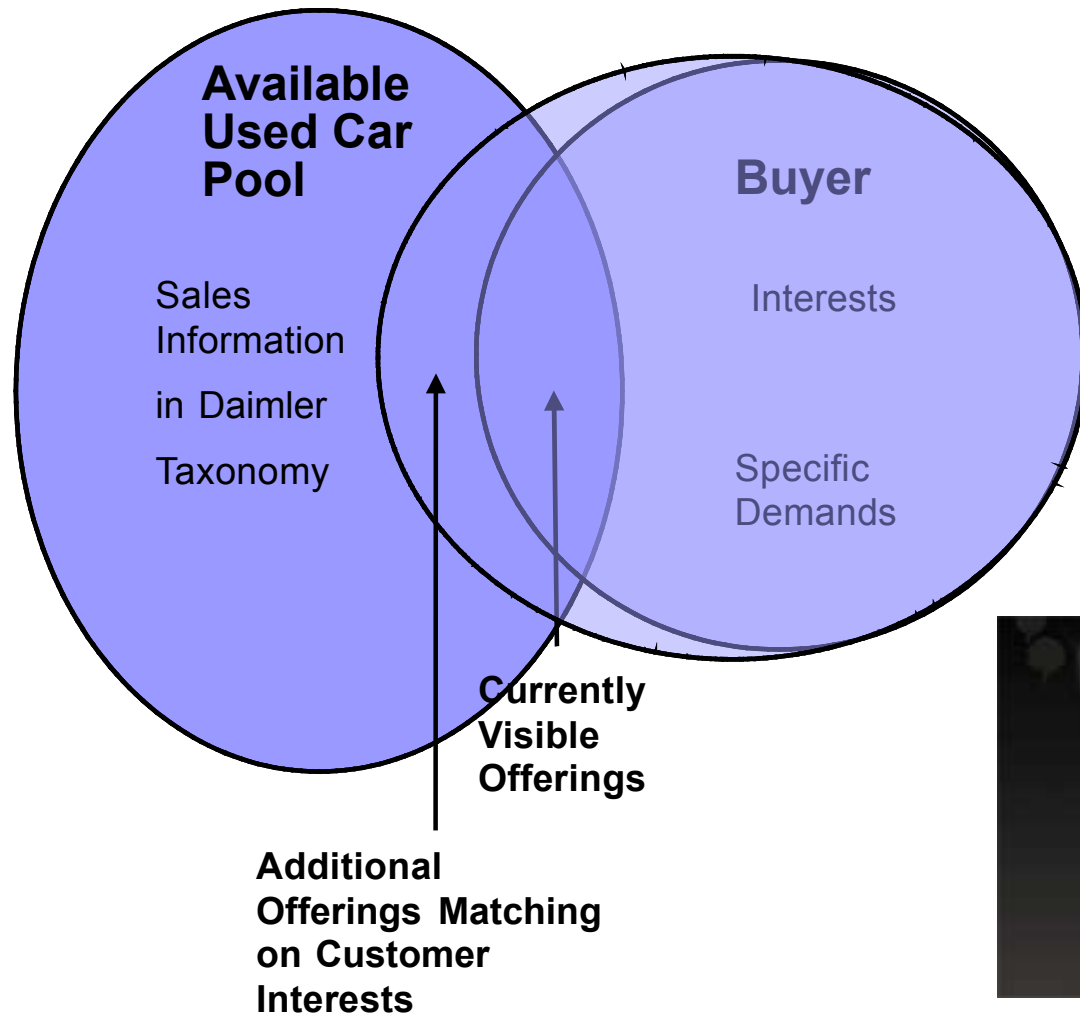 Available
Used Car
Pool
Sales
Information
in Daimler
Taxonomy
Buyer
Interests
Specific
Demands
Currently
Visible
Offerings
Additional
Offerings Matching
on Customer
Interests